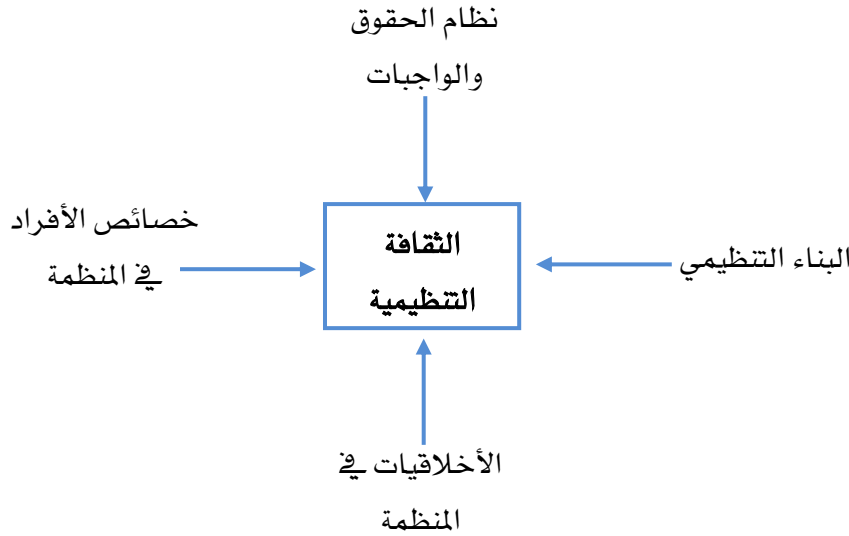 نظام الحقوق
والواجبات
خصائص الأفراد
في المنظمة
الثقافة
التنظيمية
البناء التنظيمي
الأخلاقيات في
المنظمة